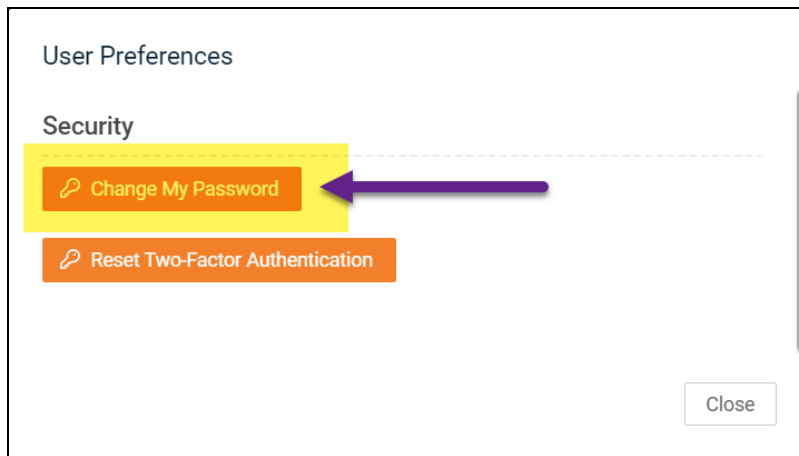 User Preferences
Security
Change My Password
Reset Two-Factor Authentication
Close